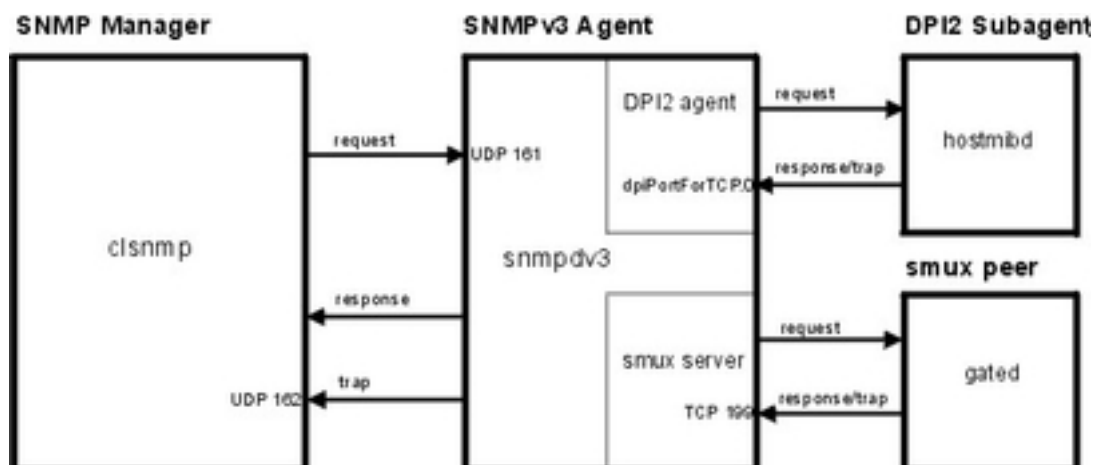 SNMP Manager
SNMPv3 Agent
DPI2 Subagent
clsnmp
request
response
trap
UDP 162
UDP 161
snmpdv3
DPI2 agent
dpiPortForTCP.0
smux server
TCP 199
request
response/trap
hostmibd
smux peer
request
response/trap
gated